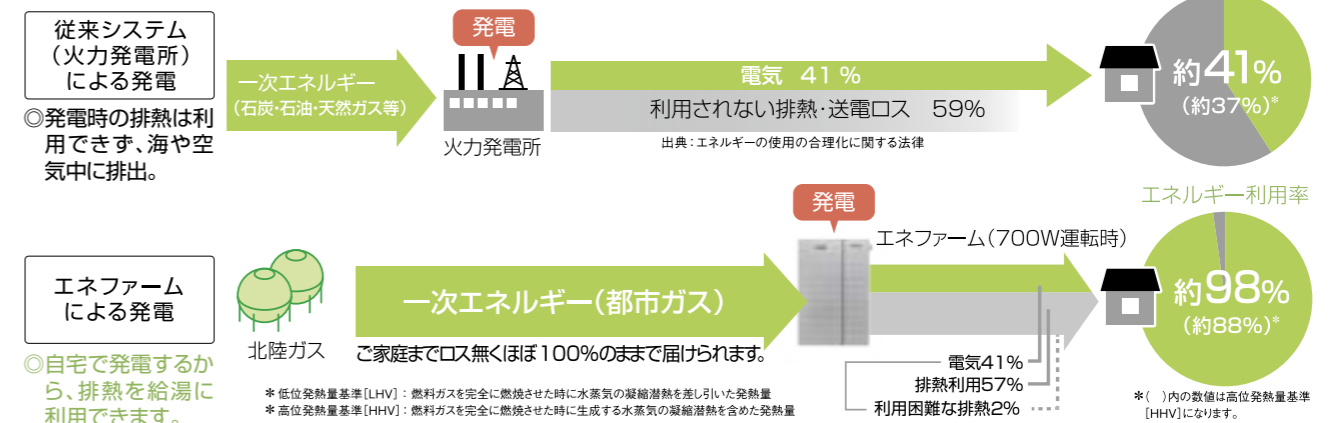 従来システム
(火力発電所)
による発電
◎発電時の排熱は利
用できず、海や空
気中に排出。
一次エネルギー
(石炭・石油・天然ガス等)
発電
火力発電所
電気 41%
利用されない排熱・送電ロス 59%
出典：エネルギーの使用の合理化に関する法律
約41%
(約37%)*
エネルギー利用率
エネファーム
による発電
◎自宅で発電するか
ら、排熱を給湯に
利用できます。
北陸ガス
一次エネルギー(都市ガス)
ご家庭までロス無くほぼ100%のままで届けられます。
発電
エネファーム(700W運転時)
電気41%
排熱利用57%
利用困難な排熱2%
約98%
(約88%)*
＊低位発熱量基準[LHV]：燃料ガスを完全に燃焼させた時に水蒸気の凝縮潜熱を差し引いた発熱量
＊高位発熱量基準[HHV]：燃料ガスを完全に燃焼させた時に生成する水蒸気の凝縮潜熱を含めた発熱量
＊(　)内の数値は高位発熱量基準
[HHV]になります。